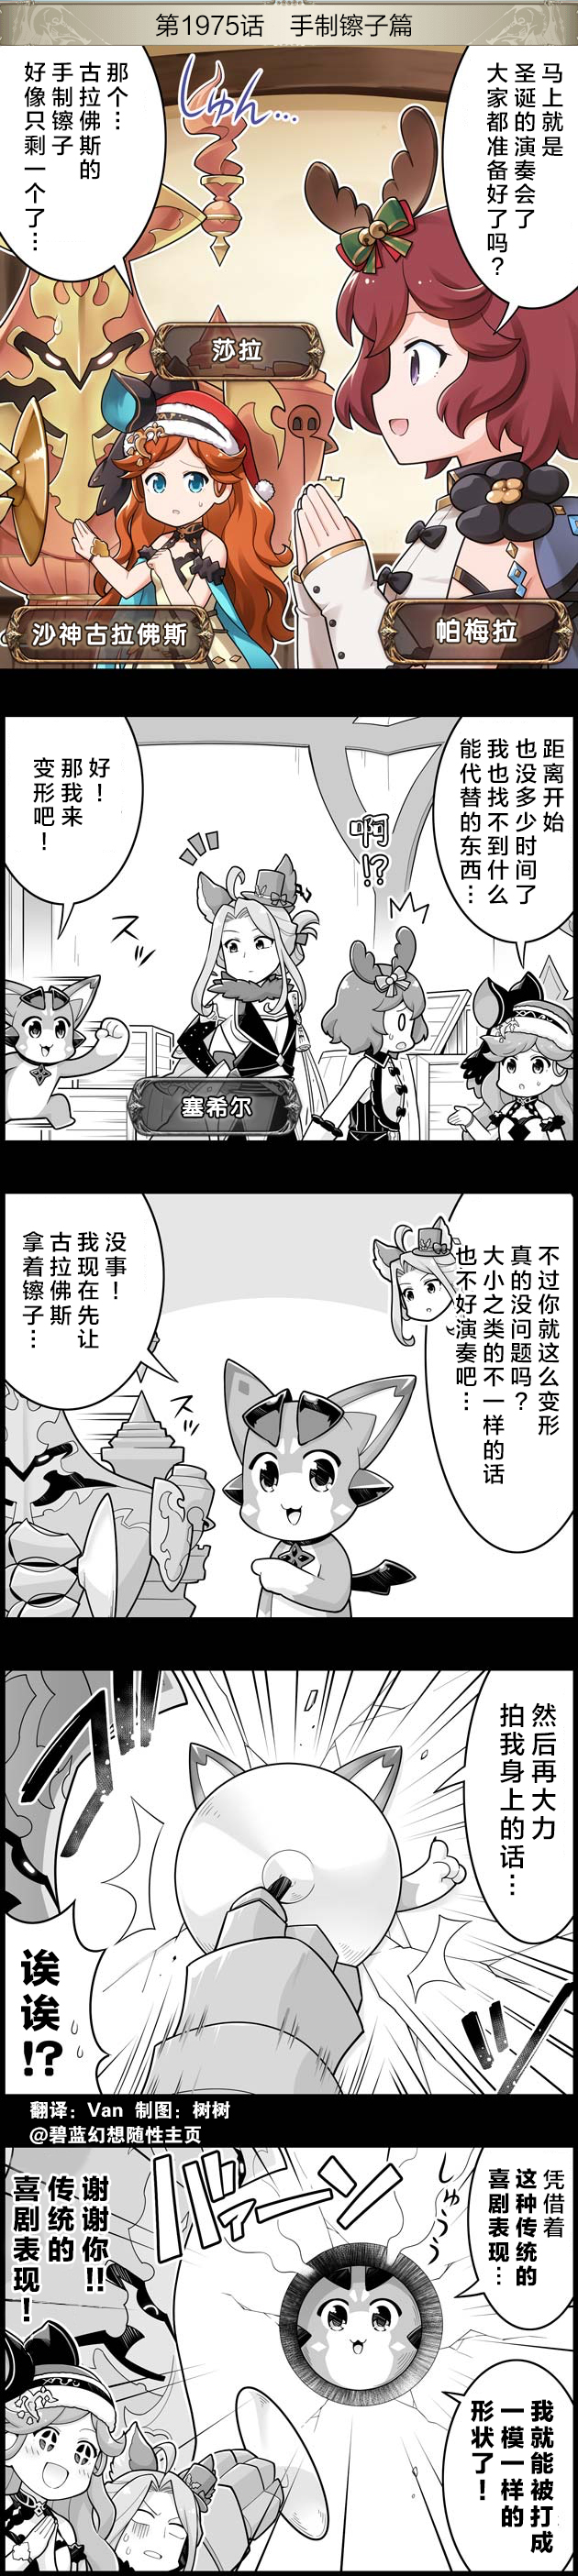 第1975话 手制镲子篇
马上就是
圣诞的演奏会了
大家都准备好了吗？
しゅん…
那个…
古拉佛斯的
手制镲子
好像只剩一个了…
莎拉
沙神古拉佛斯
帕梅拉
距离开始
也没多少时间了
我也找不到什么
能代替的东西…
啊!?
好！
那我来
变形吧！
スッ
塞希尔
不过你就这么变形
真的没问题吗？
大小之类的不一样的话
也不好演奏吧…
没事！
我现在先让
古拉佛斯
拿着镲子…
スッ
然后再大力
拍我身上的话…
诶诶!?
翻译：Van 制图：树树
@碧蓝幻想随性主页
凭借着
这种传统的
喜剧表现…
しゅうう
バァーン
我就能被打成
一模一样的
形状了！
谢谢你!!
传统的
喜剧表现！